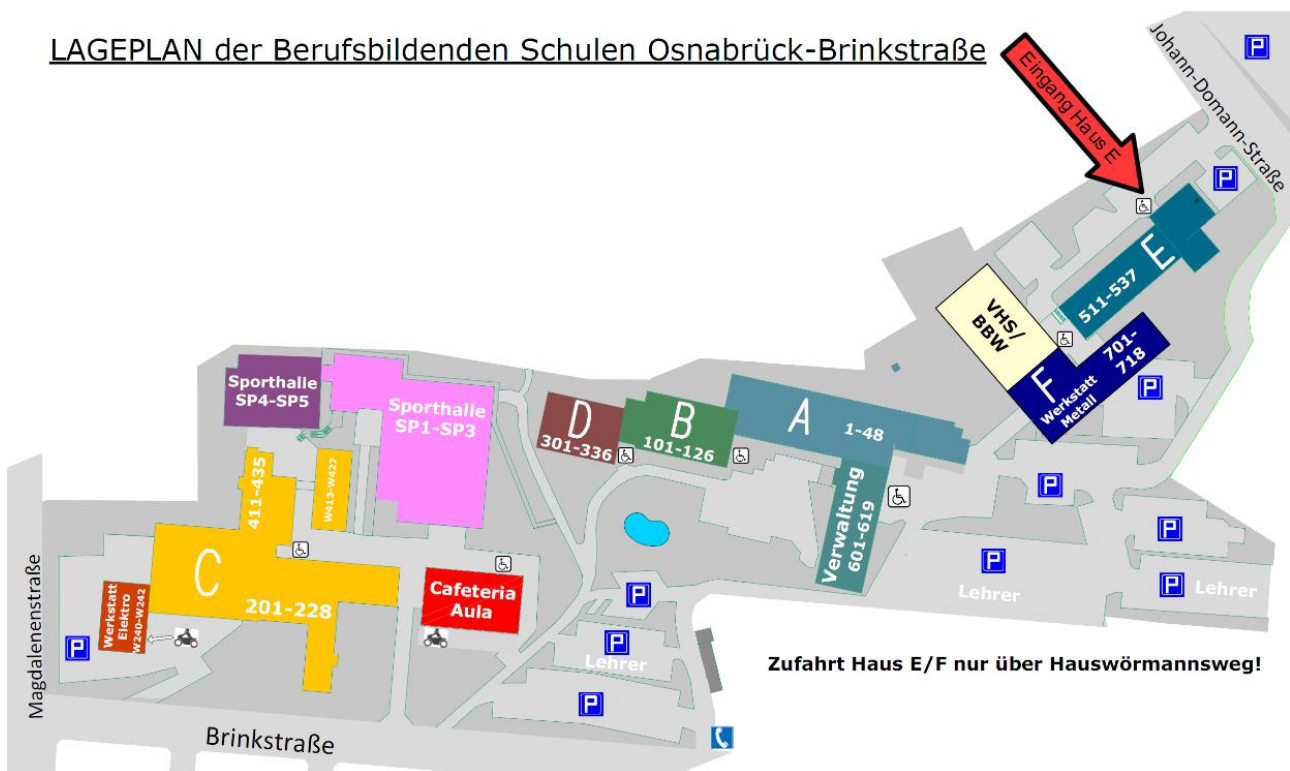 LAGEPLAN der Berufsbildenden Schulen Osnabrück-Brinkstraße
P
Johann-Domann-Straße
Eingang Haus E
P
E
511-537
VHS/
BBW
701-
718
F
Werkstatt
Metall
P
Sporthalle
SP4-SP5
Sporthalle
SP1-SP3
D
301-336
B
101-126
A
1-48
411-435
W413-W427
Verwaltung
601-619
P
P
P
Lehrer
P
Lehrer
C
201-228
Cafeteria
Aula
Werkstatt
Elektro
W240-W242
P
P
P
Lehrer
P
Magdalenenstraße
Zufahrt Haus E/F nur über Hauswörmannsweg!
Brinkstraße